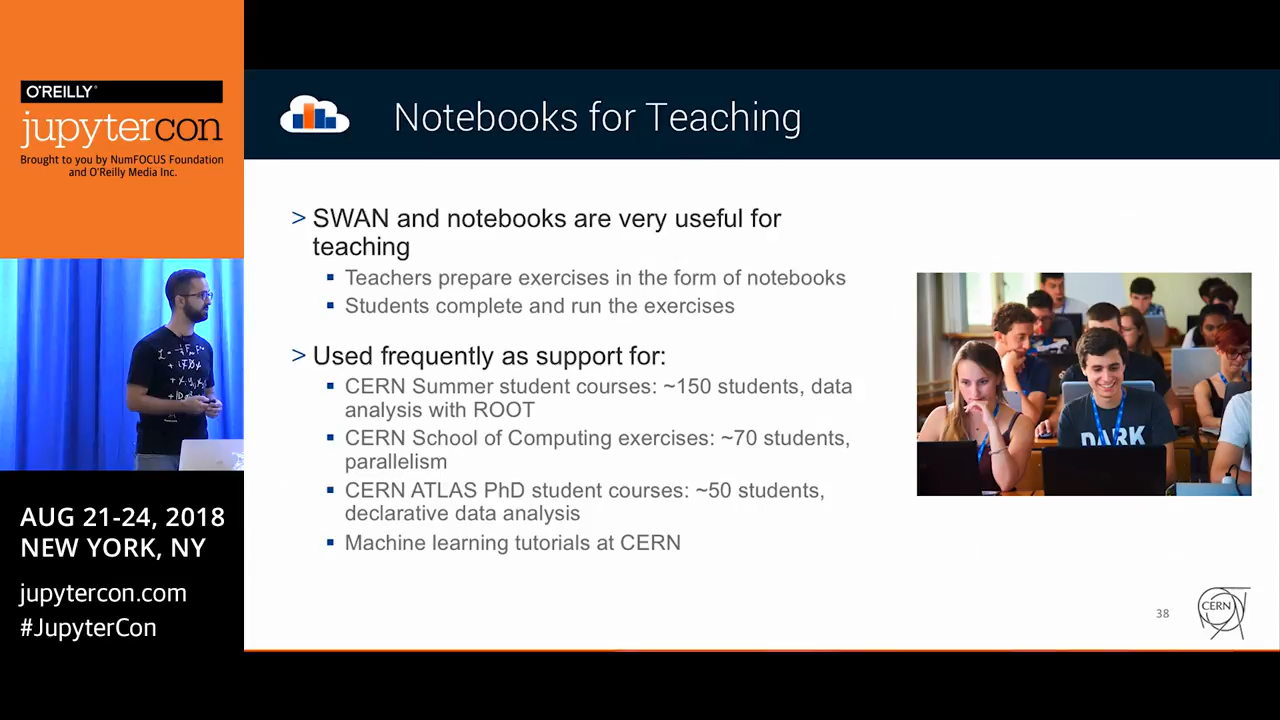 O'REILLY®
jupytercon
Brought to you by NumFOCUS Foundation
and O'Reilly Media Inc.
AUG 21-24, 2018
NEW YORK, NY
jupytercon.com
#JupyterCon
Notebooks for Teaching
> SWAN and notebooks are very useful for
teaching
▪ Teachers prepare exercises in the form of notebooks
▪ Students complete and run the exercises
> Used frequently as support for:
▪ CERN Summer student courses: ~150 students, data
analysis with ROOT
▪ CERN School of Computing exercises: ~70 students,
parallelism
▪ CERN ATLAS PhD student courses: ~50 students,
declarative data analysis
▪ Machine learning tutorials at CERN
DARK
38
CERN